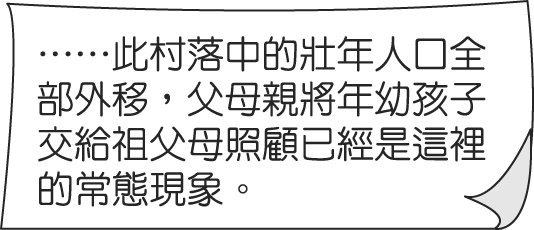 ⋯⋯此村落中的壯年人口全
部外移，父母親將年幼孩子
交給祖父母照顧已經是這裡
的常態現象。